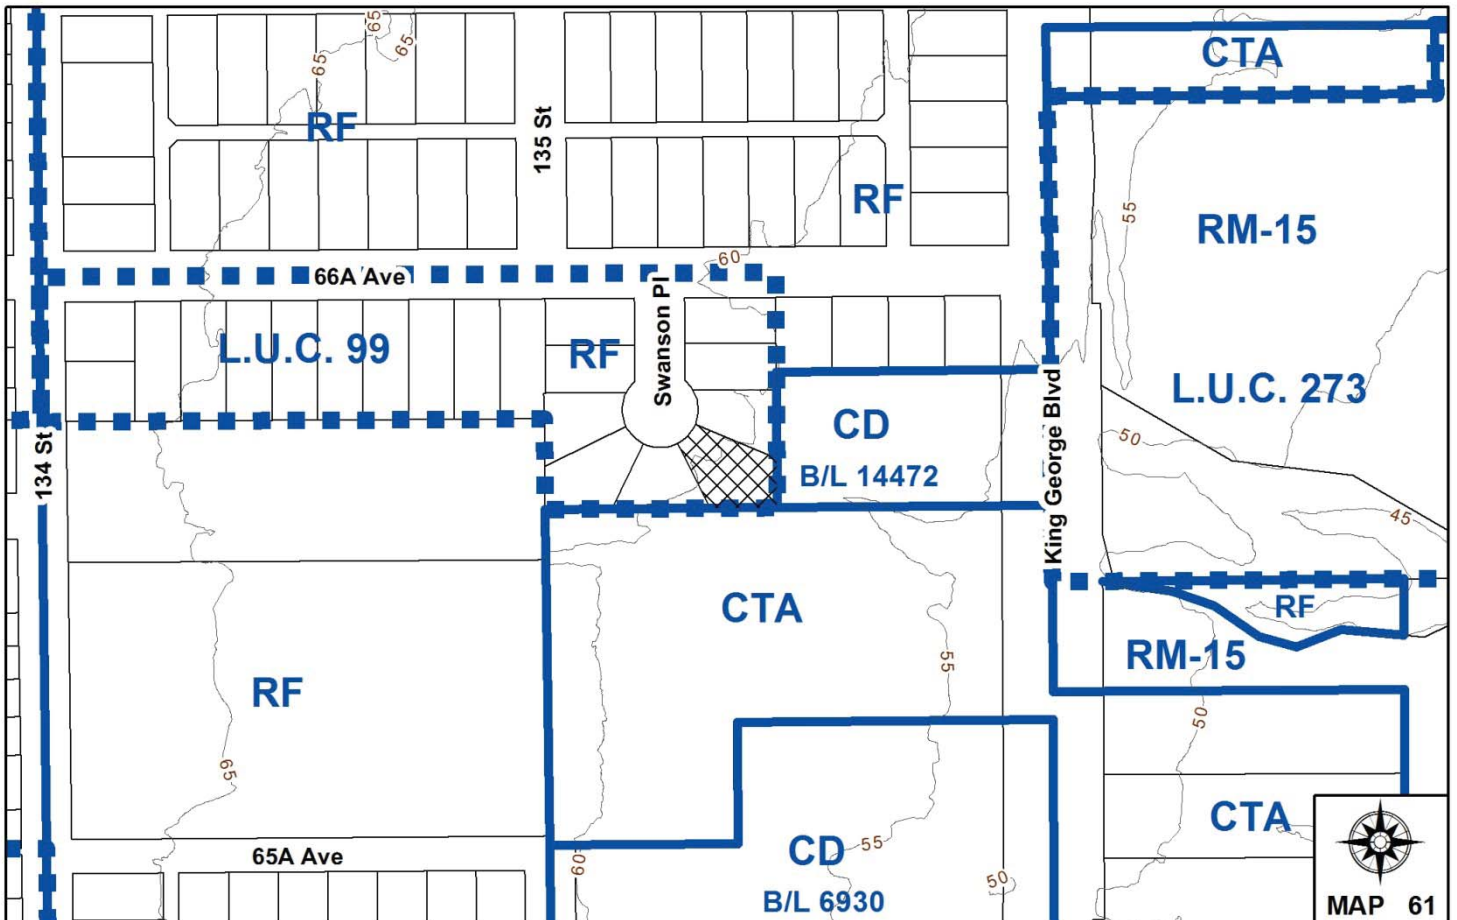 65
65
65
CTA
RF
135 St
RF
55
RM-15
60
66A Ave
Swanson Pl
L.U.C. 99
RF
L.U.C. 273
King George Blvd
CD
B/L 14472
50
134 St
45
CTA
RF
RM-15
55
RF
50
65
CTA
65A Ave
CD
55
60
50
B/L 6930
MAP 61